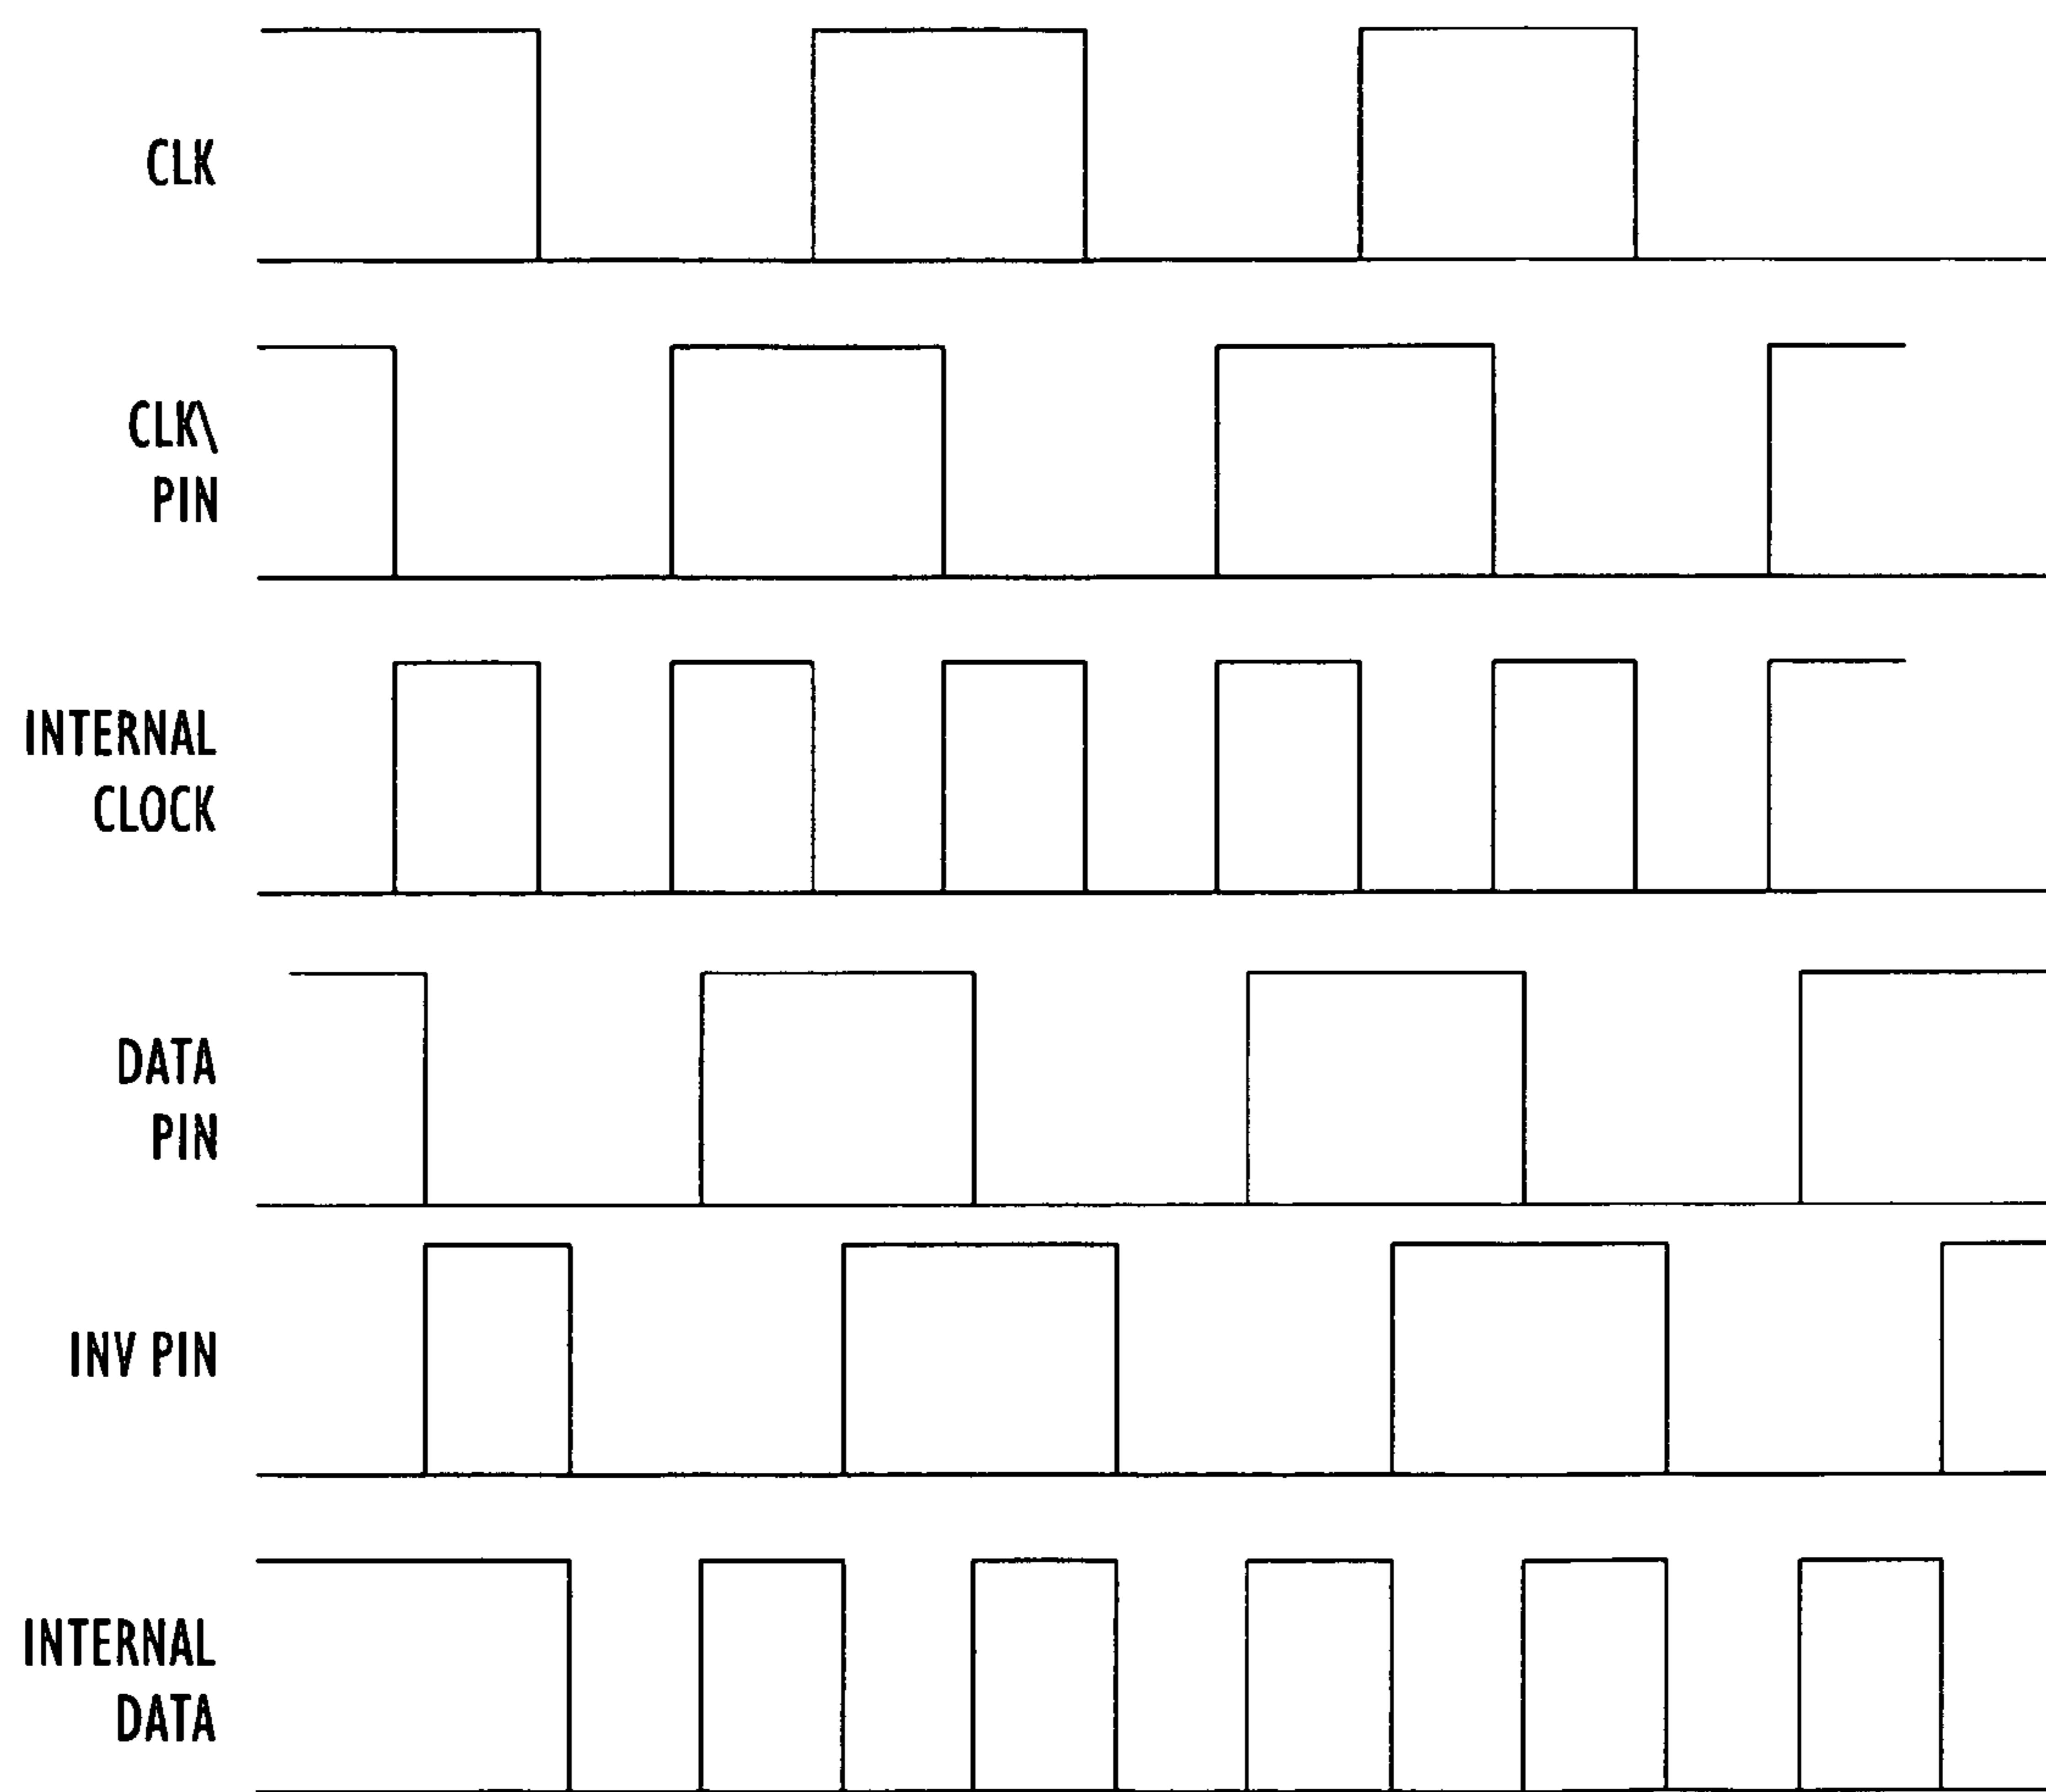 CLK
CLK\
PIN
INTERNAL
CLOCK
DATA
PIN
INV PIN
INTERNAL
DATA